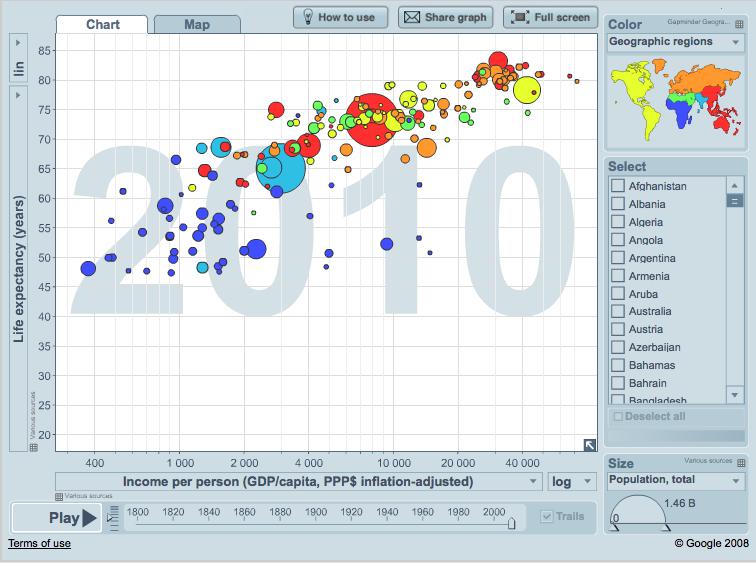 Chart
Map
How to use
Share graph
Full screen
Color
Gapminder Geogra...
Geographic regions
lin
Life expectancy (years)
85
80
75
70
65
60
55
50
45
40
35
30
25
20
2010
Various sources
400
1 000
2 000
4 000
10 000
20 000
40 000
Income per person (GDP/capita, PPP$ inflation-adjusted)
log
Various sources
Play
1800
1820
1840
1860
1880
1900
1920
1940
1960
1980
2000
Trails
Select
Afghanistan
Albania
Algeria
Angola
Argentina
Armenia
Aruba
Australia
Austria
Azerbaijan
Bahamas
Bahrain
Bangladesh
Deselect all
Size
Various sources
Population, total
1.46 B
0
Terms of use
© Google 2008